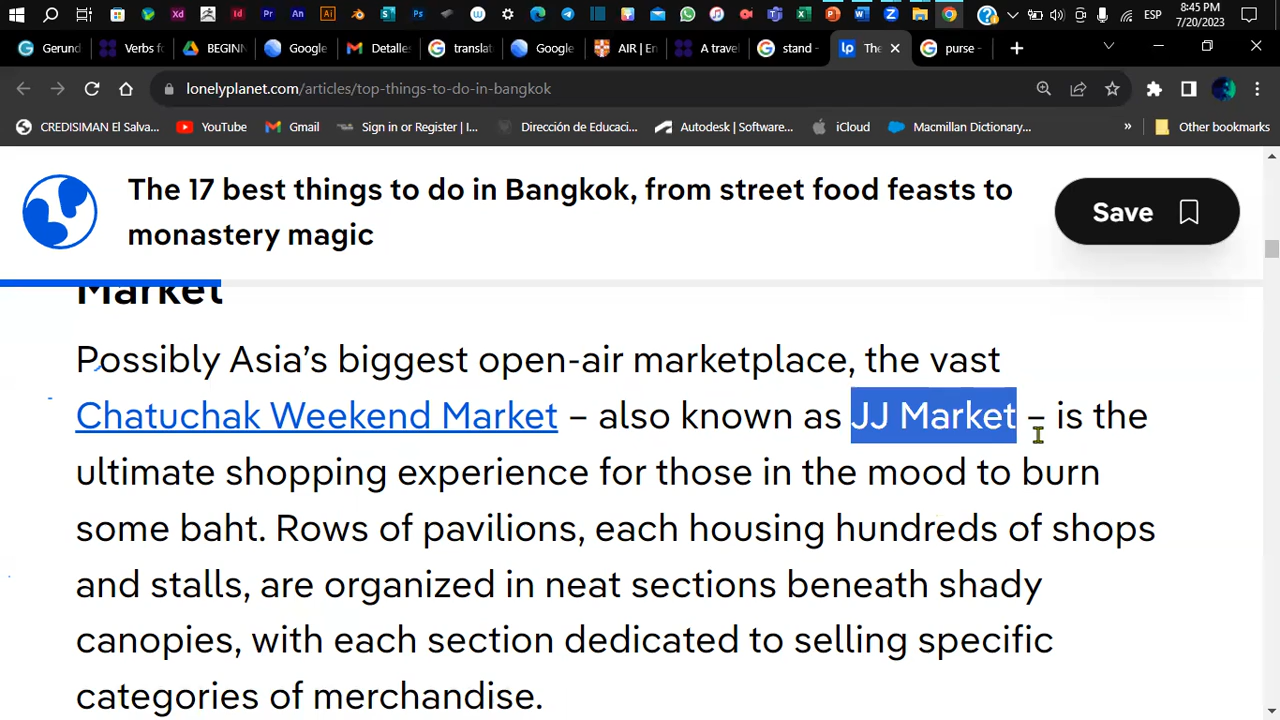 8:45 PM
ESP
7/20/2023
Gerund
Verbs fo
BEGINN
Google
Detalle
translat
Google
AIR | En
A travel
stand -
The
purse -
lonelyplanet.com/articles/top-things-to-do-in-bangkok
CREDISIMAN El Salva...
YouTube
Gmail
Sign in or Register | I...
Dirección de Educaci...
Autodesk | Software...
iCloud
Macmillan Dictionary...
»
Other bookmarks
The 17 best things to do in Bangkok, from street food feasts to
monastery magic
Save
Market
Possibly Asia's biggest open-air marketplace, the vast
Chatuchak Weekend Market – also known as JJ Market – is the
ultimate shopping experience for those in the mood to burn
some baht. Rows of pavilions, each housing hundreds of shops
and stalls, are organized in neat sections beneath shady
canopies, with each section dedicated to selling specific
categories of merchandise.